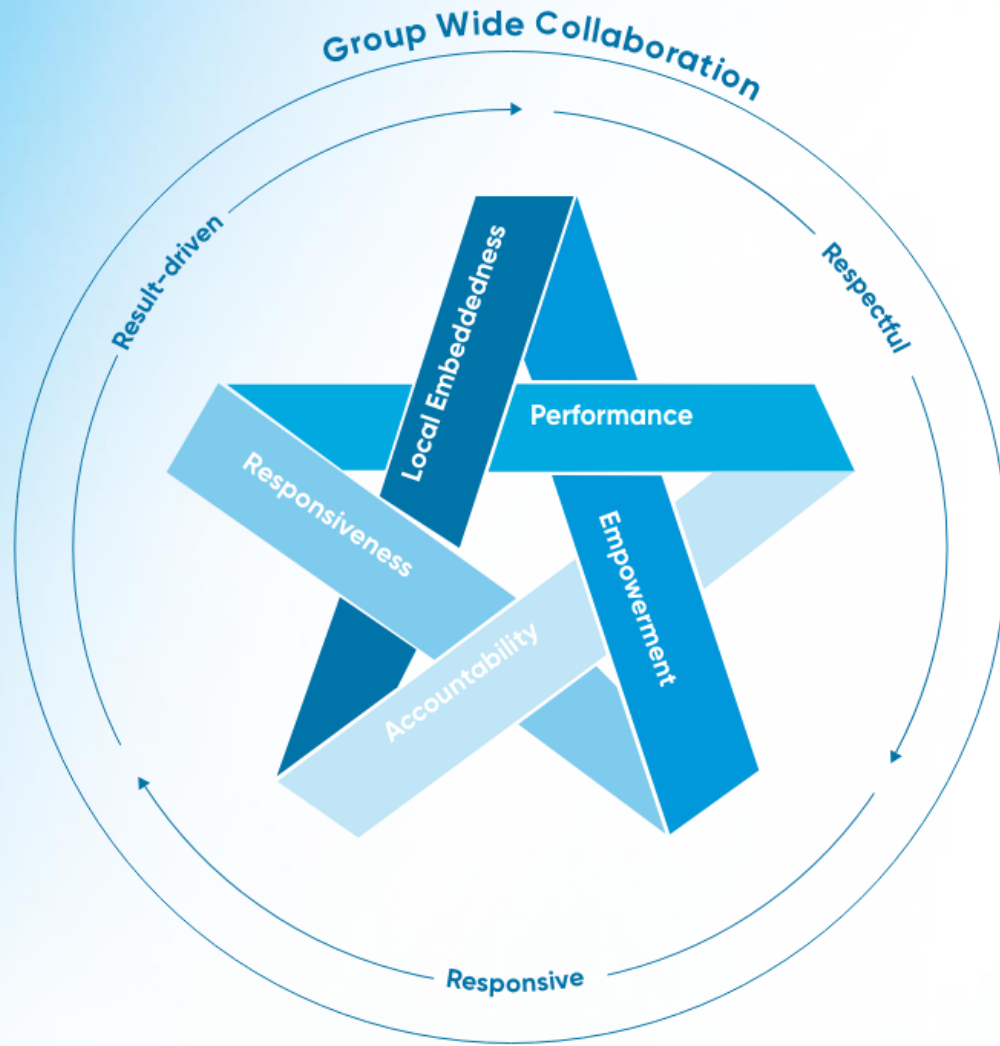 Group Wide Collaboration
Result-driven
Respectful
Local Embeddedness
Performance
Responsiveness
Empowerment
Accountability
Responsive